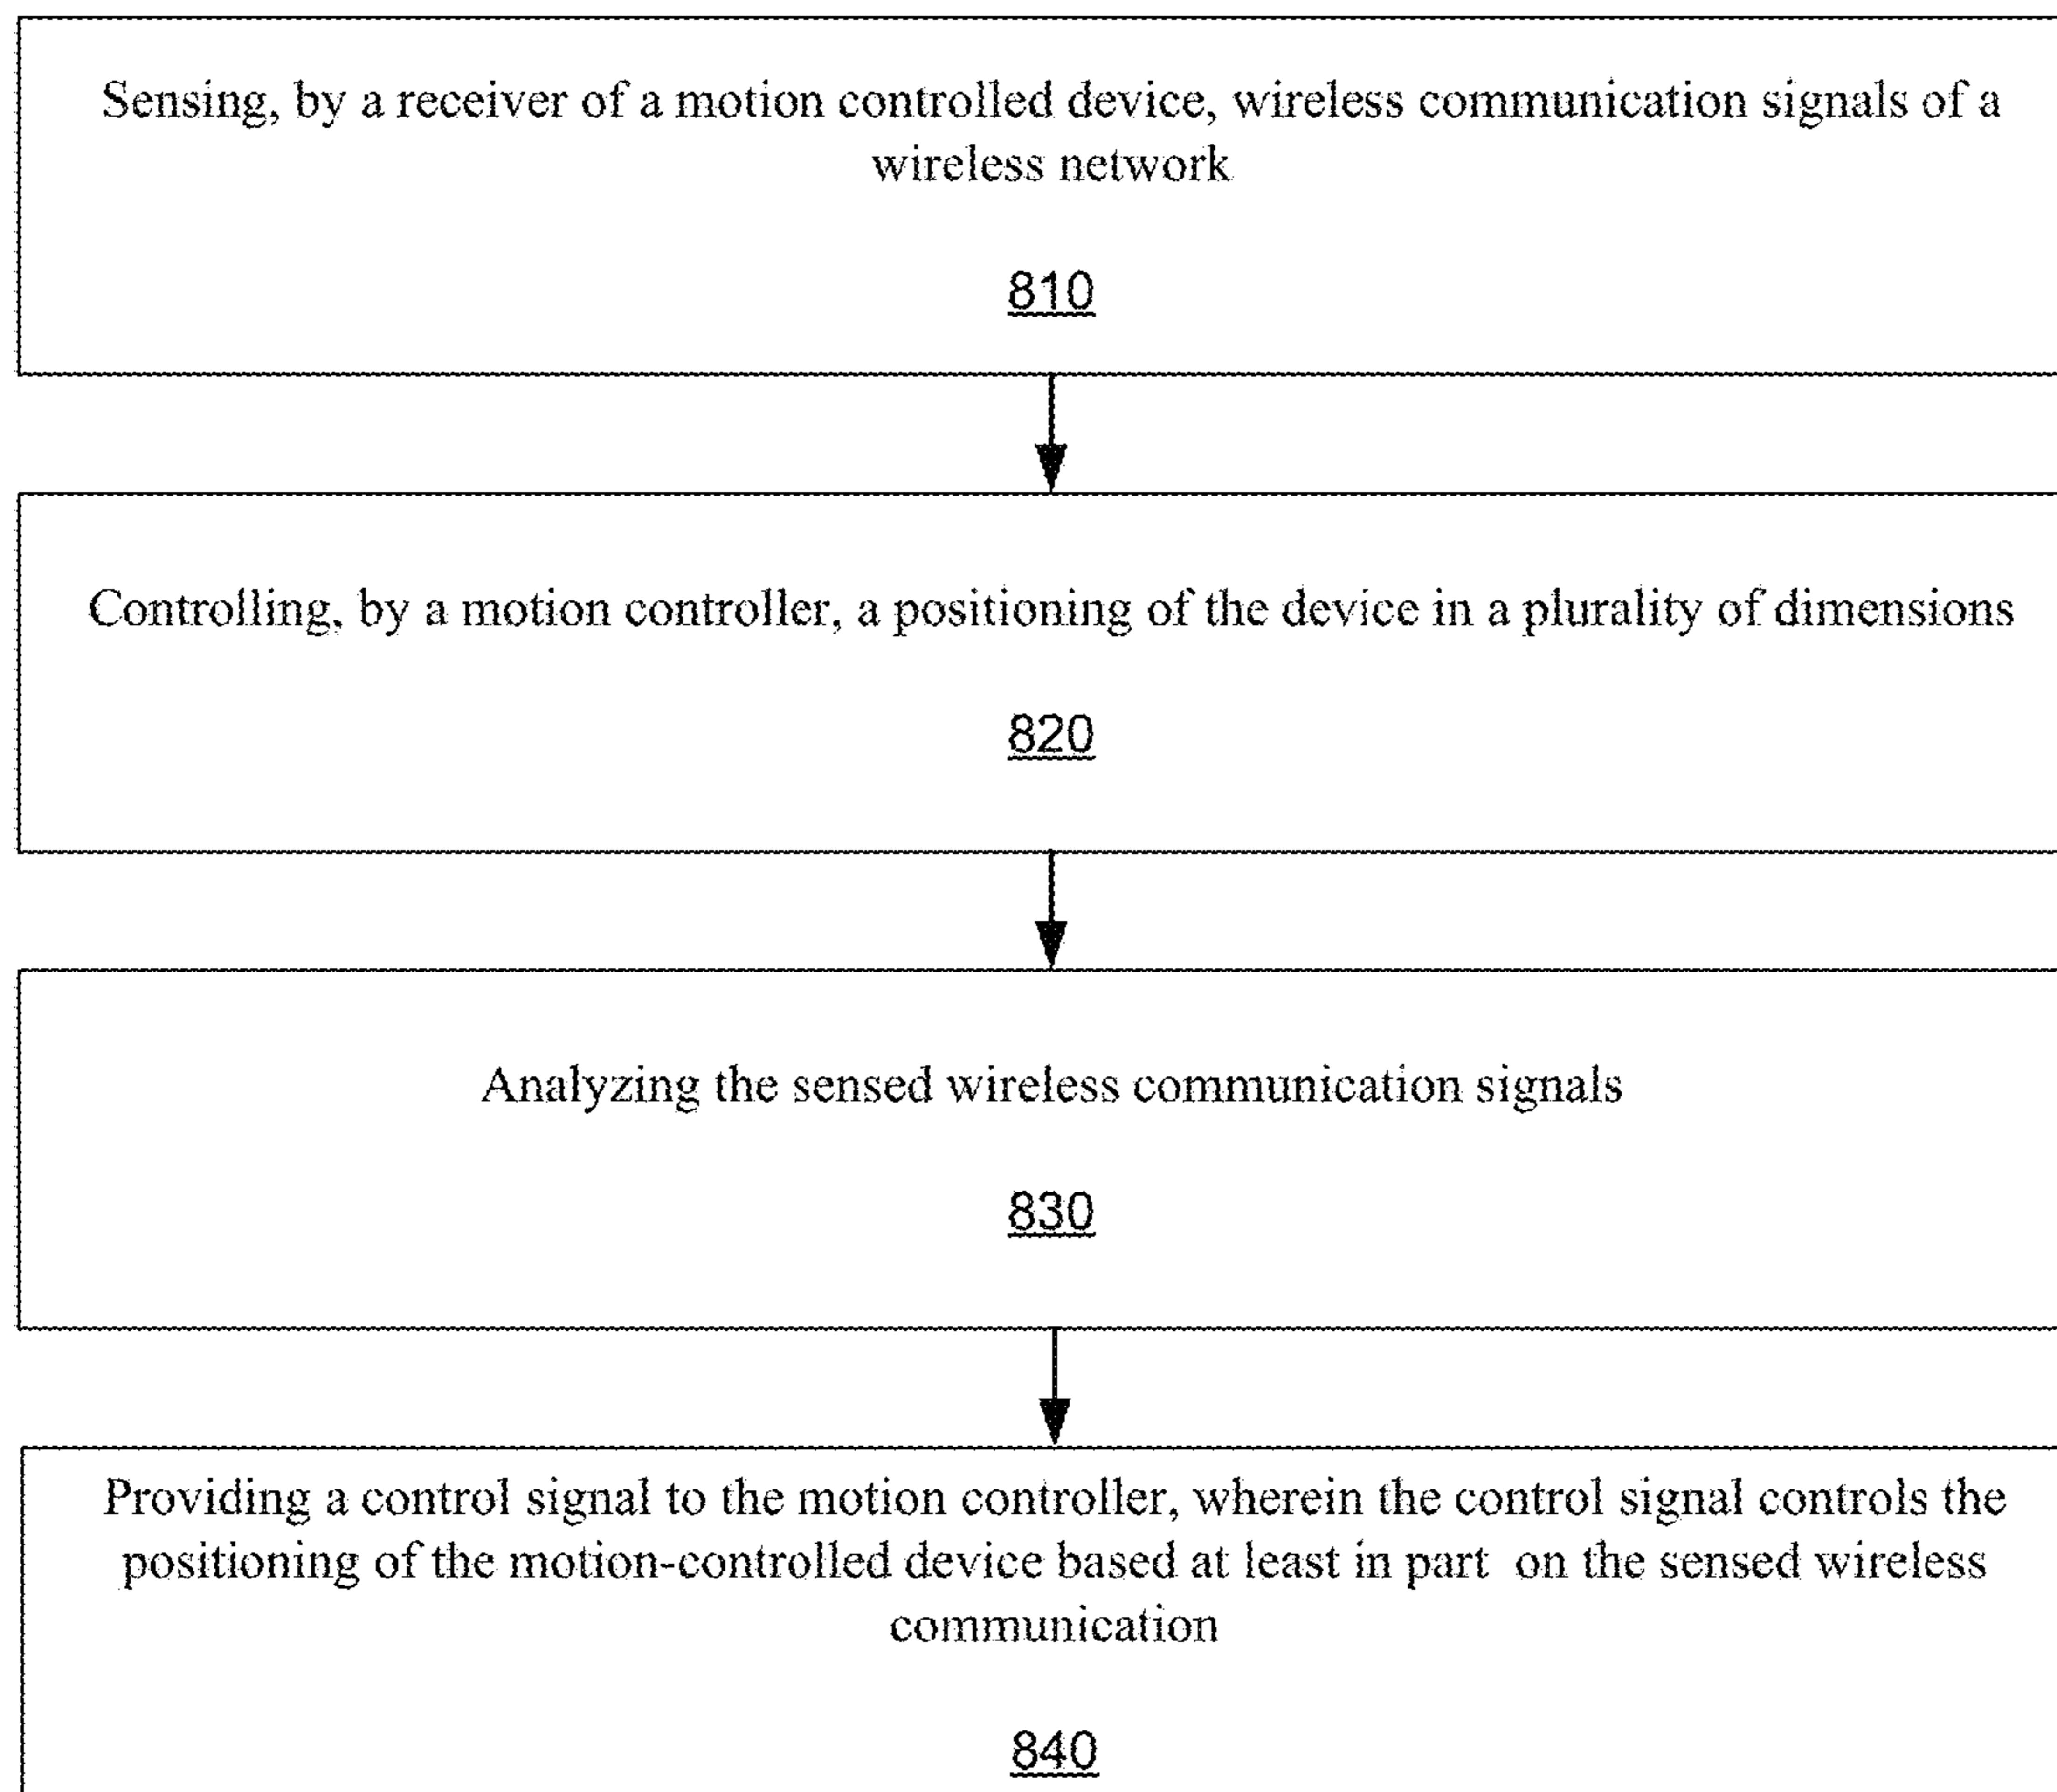 Sensing, by a receiver of a motion controlled device, wireless communication signals of a
wireless network
810
Controlling, by a motion controller, a positioning of the device in a plurality of dimensions
820
Analyzing the sensed wireless communication signals
830
Providing a control signal to the motion controller, wherein the control signal controls the
positioning of the motion-controlled device based at least in part on the sensed wireless
communication
840